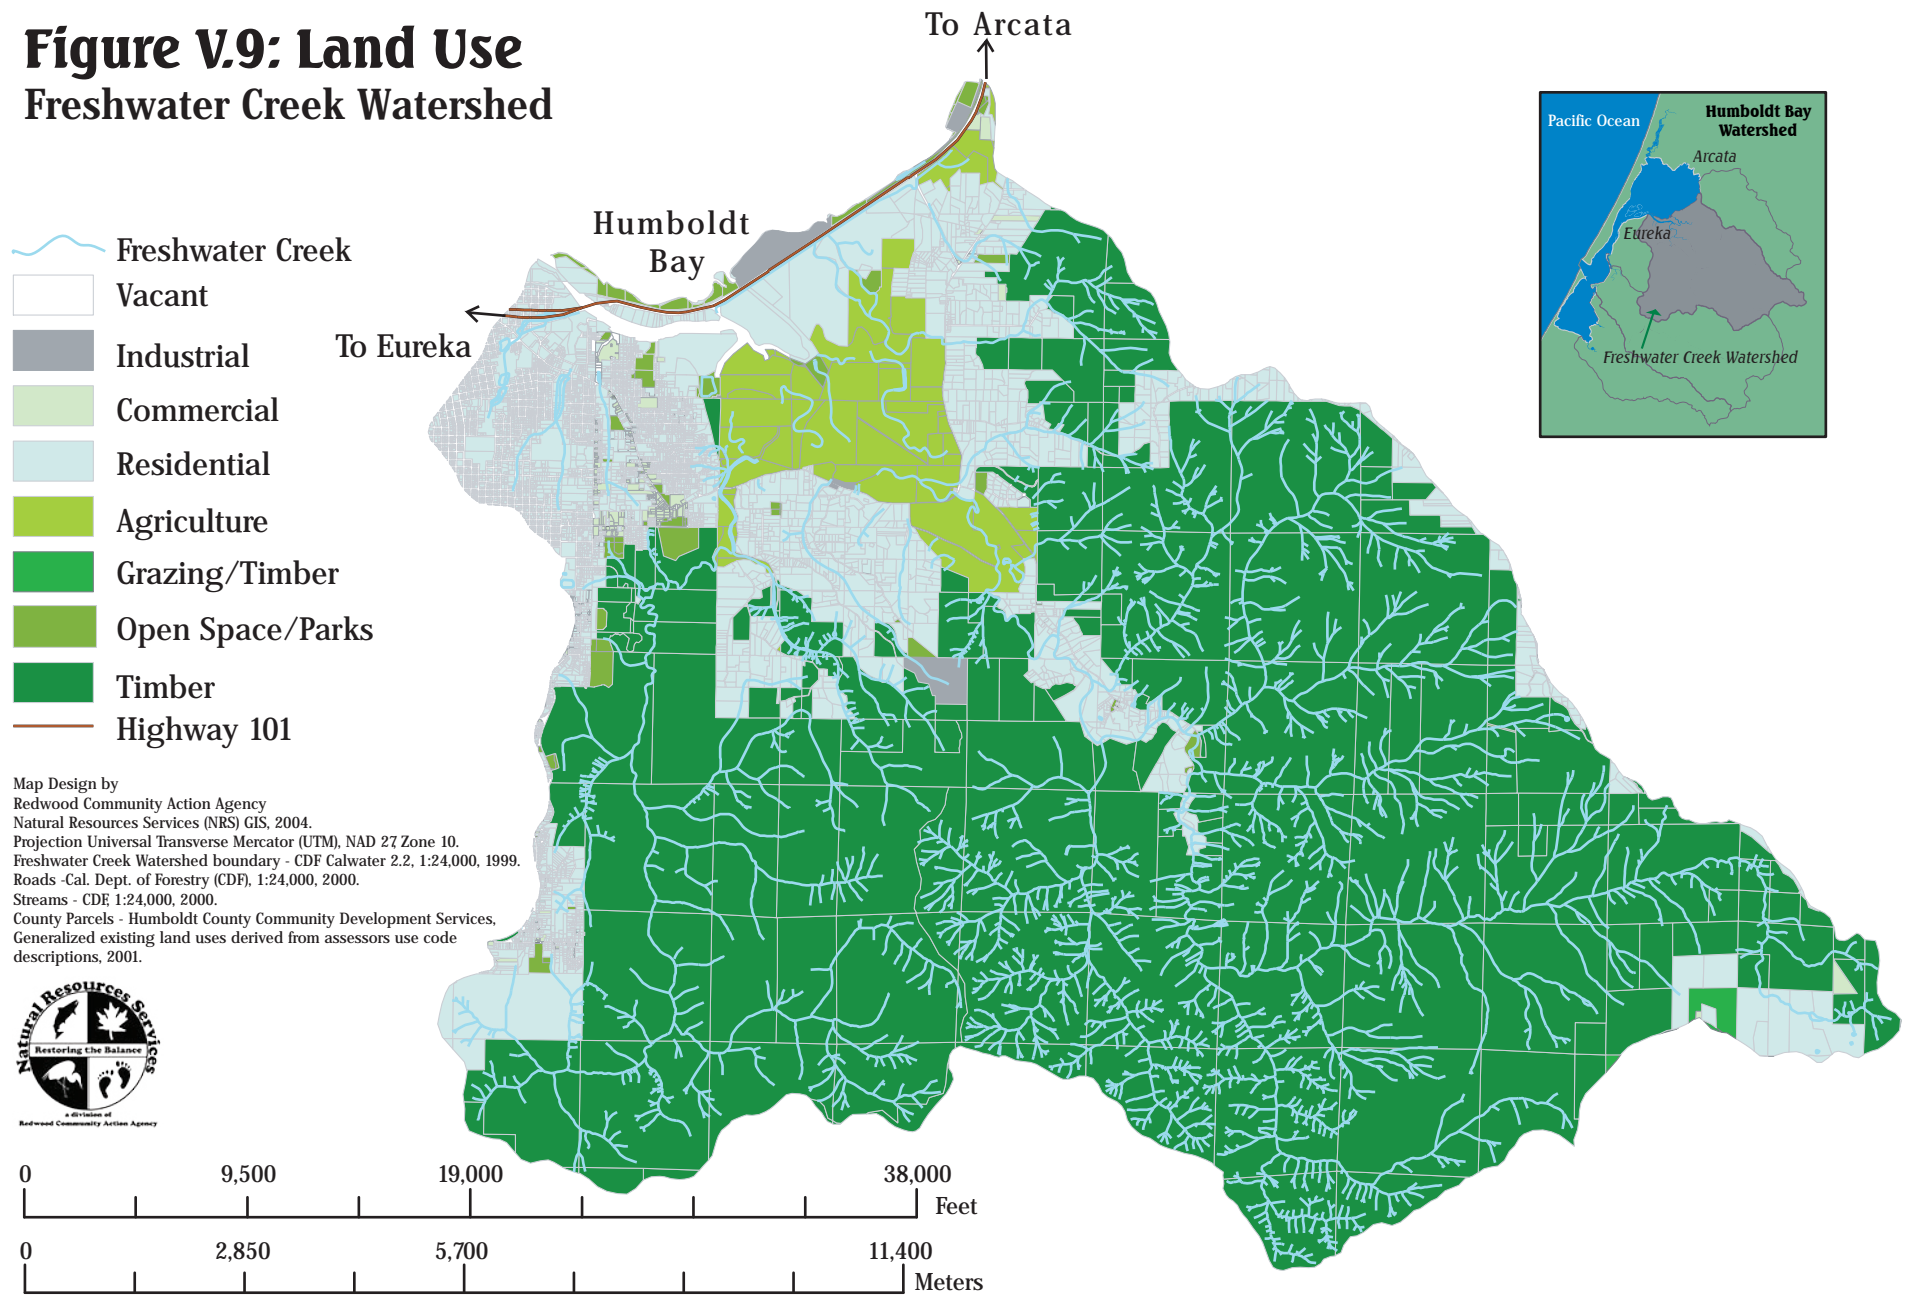 Figure V.9: Land Use
Freshwater Creek Watershed
To Arcata
Humboldt
Bay
To Eureka
Pacific Ocean
Humboldt Bay
Watershed
Arcata
Eureka
Freshwater Creek Watershed
Freshwater Creek
Vacant
Industrial
Commercial
Residential
Agriculture
Grazing/Timber
Open Space/Parks
Timber
Highway 101
Map Design by
Redwood Community Action Agency
Natural Resources Services (NRS) GIS, 2004.
Projection Universal Transverse Mercator (UTM), NAD 27, Zone 10.
Freshwater Creek Watershed boundary - CDF Calwater 2.2, 1:24,000, 1999.
Roads -Cal. Dept. of Forestry (CDF), 1:24,000, 2000.
Streams - CDF, 1:24,000, 2000.
County Parcels - Humboldt County Community Development Services,
Generalized existing land uses derived from assessors use code
descriptions, 2001.
Natural Resources Services
Restoring the Balance
a division of
Redwood Community Action Agency
0 9,500 19,000 38,000
Feet
0 2,850 5,700 11,400
Meters